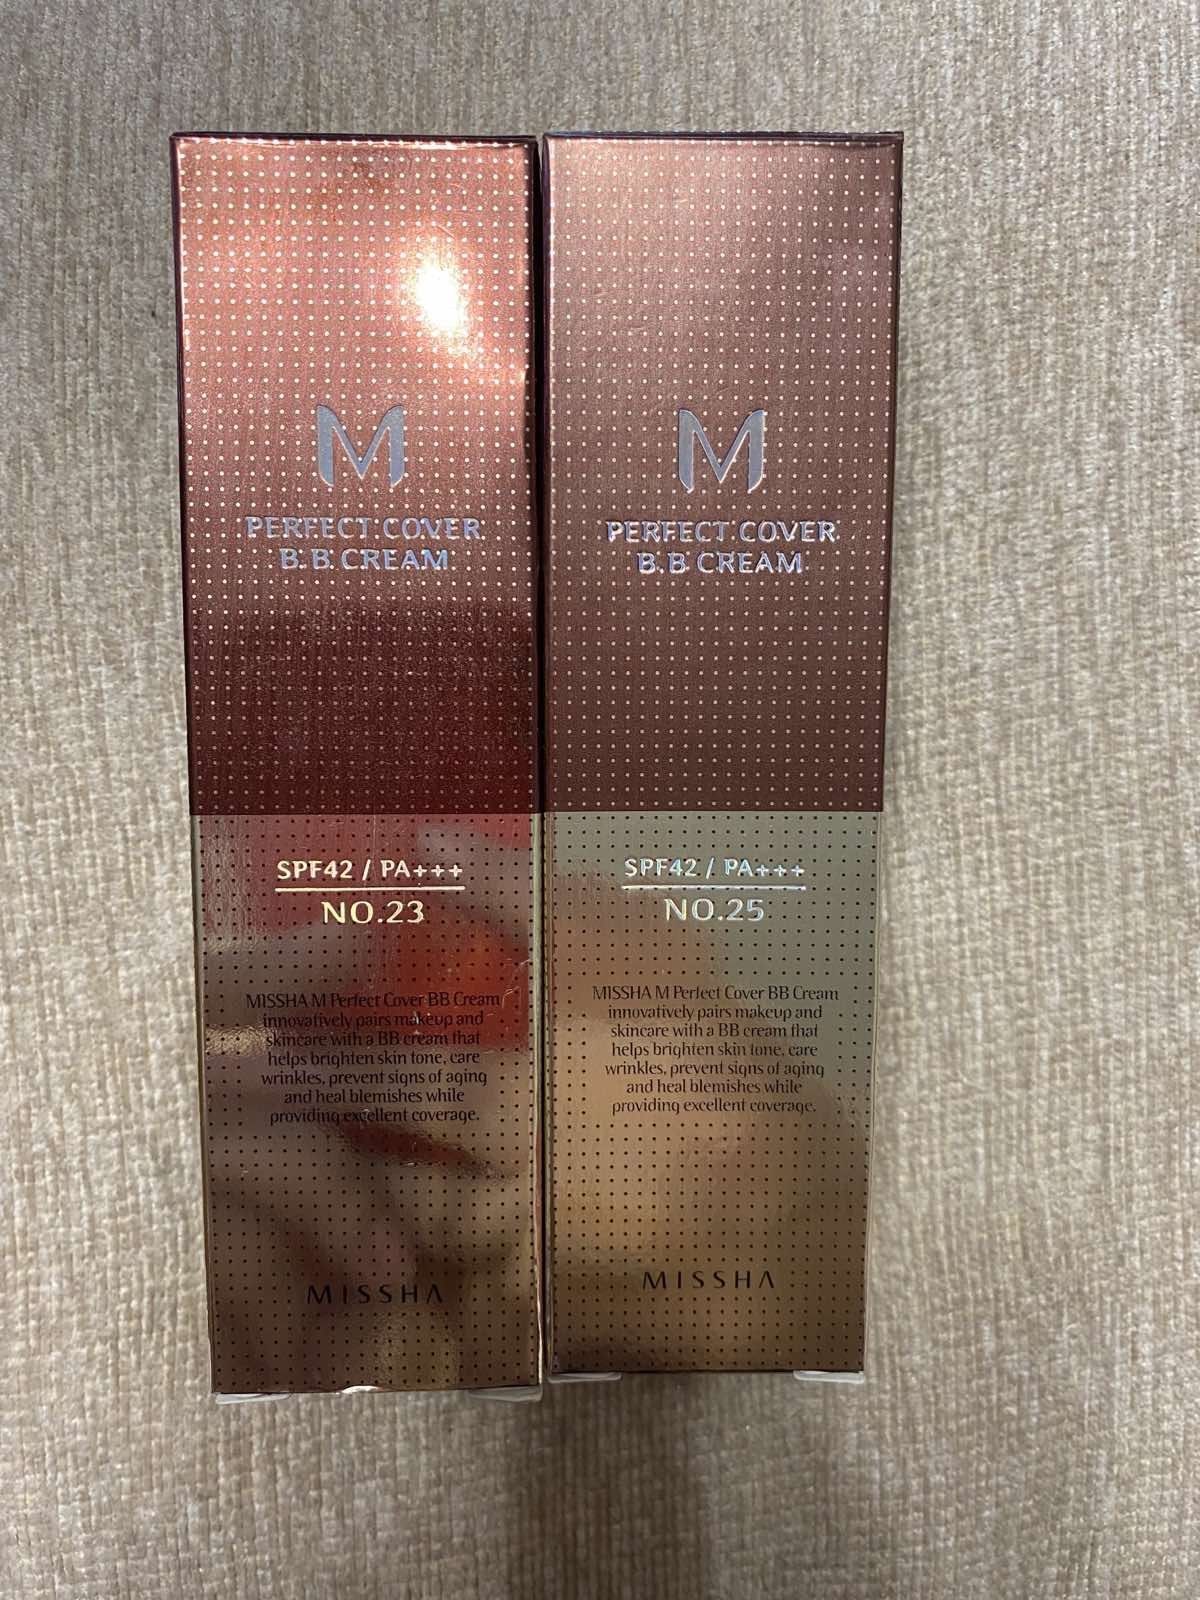 M
PERFECT COVER
B.B CREAM
SPF42 / PA+++
NO.23
MISSHA M Perfect Cover BB Cream
innovatively pairs makeup and
skincare with a BB cream that
helps brighten skin tone, care
wrinkles, prevent signs of aging
and heal blemishes while
providing excellent coverage.
MISSHA
M
PERFECT COVER
B.B CREAM
SPF42 / PA+++
NO.25
MISSHA M Perfect Cover BB Cream
innovatively pairs makeup and
skincare with a BB cream that
helps brighten skin tone, care
wrinkles, prevent signs of aging
and heal blemishes while
providing excellent coverage.
MISSHA